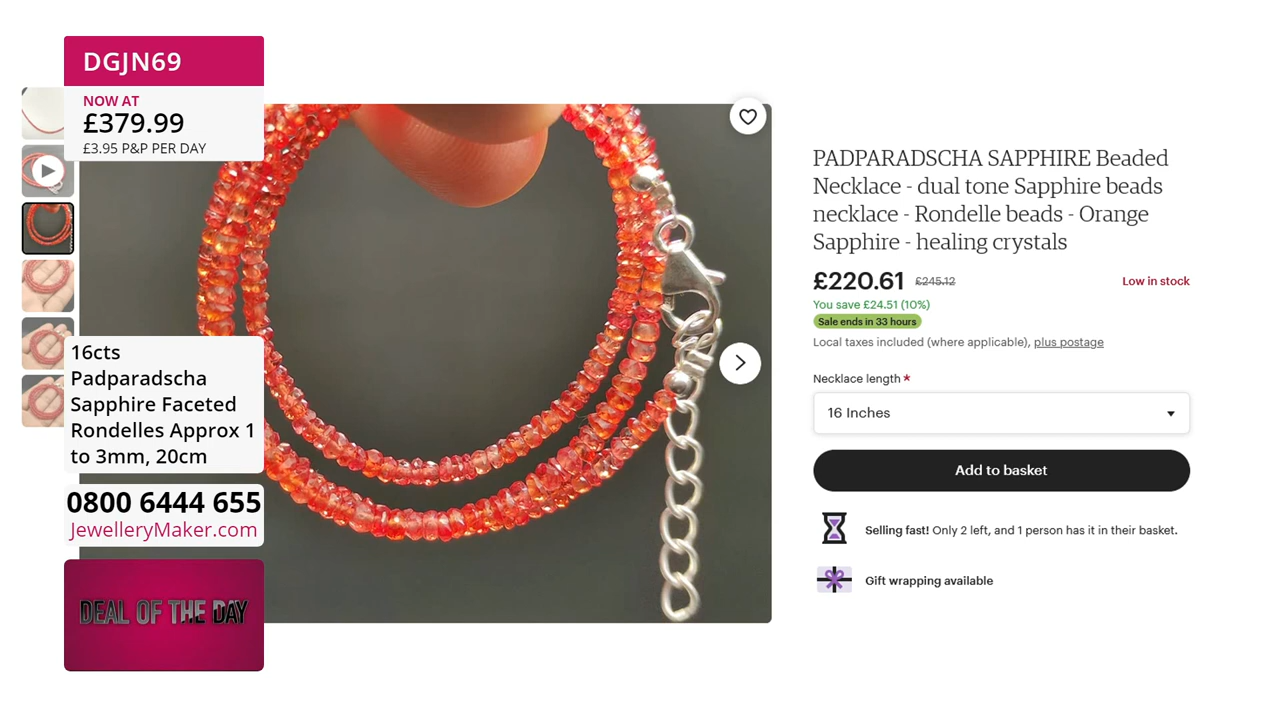 DGJN69
NOW AT
£379.99
£3.95 P&P PER DAY
16cts
Padparadscha
Sapphire Faceted
Rondelles Approx 1
to 3mm, 20cm
0800 6444 655
JewelleryMaker.com
DEAL OF THE DAY
PADPARADSCHA SAPPHIRE Beaded
Necklace - dual tone Sapphire beads
necklace - Rondelle beads - Orange
Sapphire - healing crystals
£220.61 £245.12 Low in stock
You save £24.51 (10%)
Sale ends in 33 hours
Local taxes included (where applicable), plus postage
Necklace length *
16 Inches
Add to basket
Selling fast! Only 2 left, and 1 person has it in their basket.
Gift wrapping available